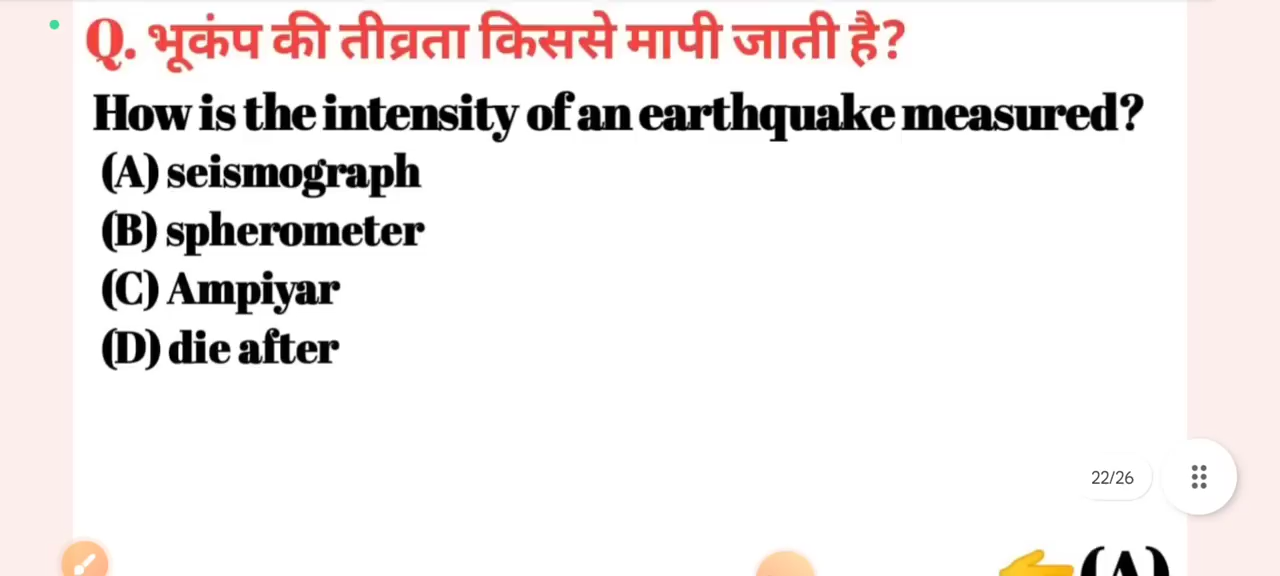 Q. भूकंप की तीव्रता किससे मापी जाती है?
How is the intensity of an earthquake measured?
(A) seismograph
(B) spherometer
(C) Ampiyar
(D) die after
22/26
(A)